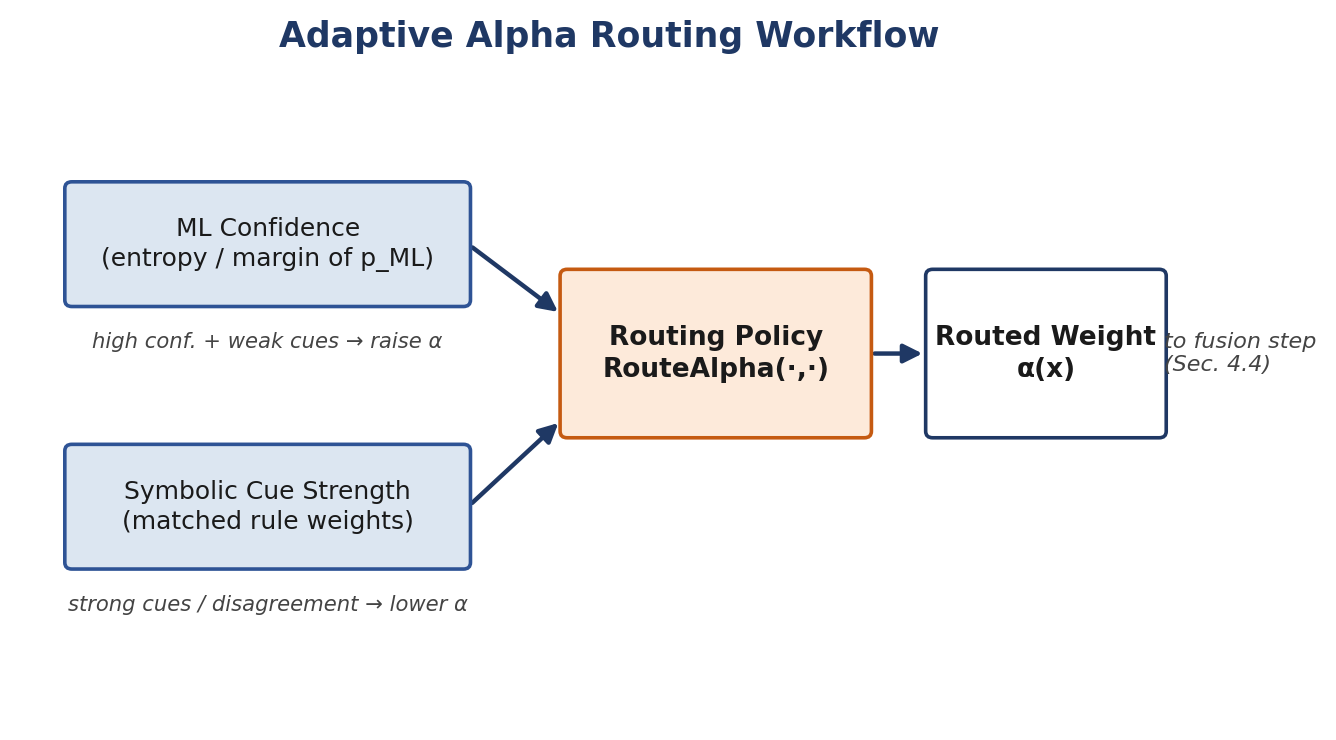 Adaptive Alpha Routing Workflow
ML Confidence
(entropy / margin of p_ML)
high conf. + weak cues → raise α
Symbolic Cue Strength
(matched rule weights)
strong cues / disagreement → lower α
Routing Policy
RouteAlpha(·,·)
Routed Weight
α(x)
to fusion step
(Sec. 4.4)